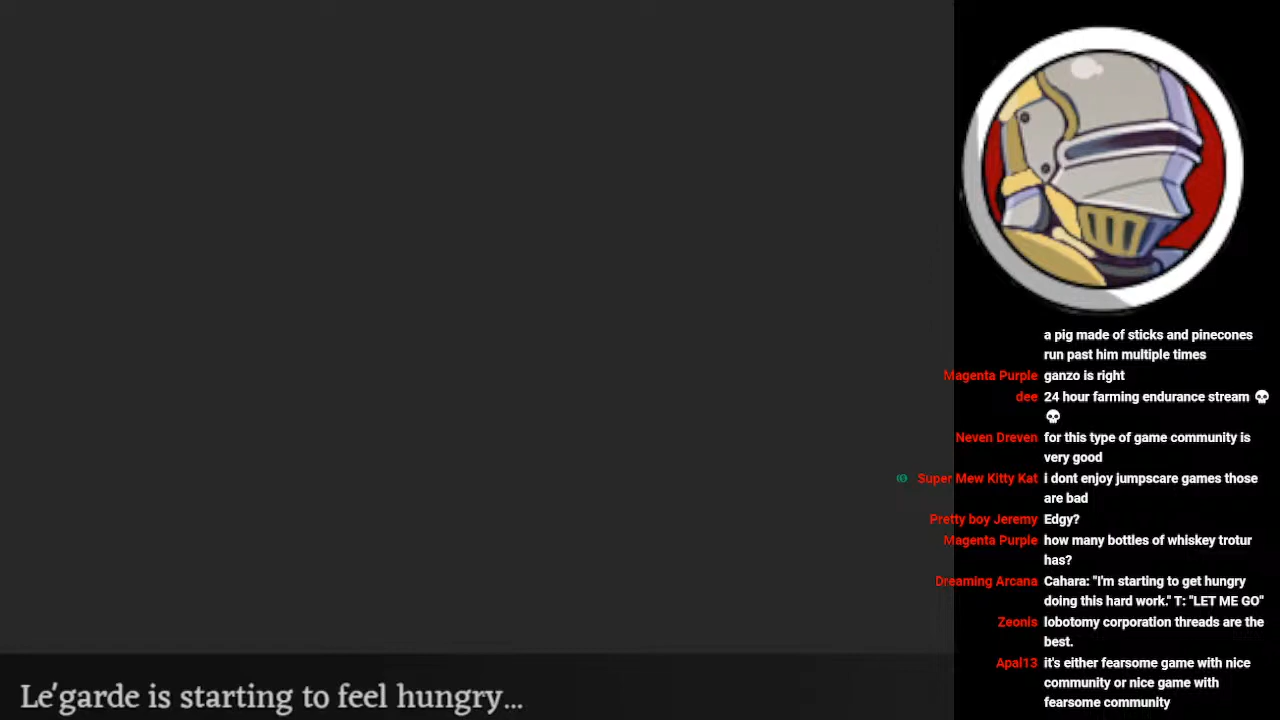 a pig made of sticks and pinecones
run past him multiple times
Magenta Purple ganzo is right
dee 24 hour farming endurance stream 💀
💀
Neven Dreven for this type of game community is
very good
Super Mew Kitty Kat i dont enjoy jumpscare games those
are bad
Pretty boy Jeremy Edgy?
Magenta Purple how many bottles of whiskey trotur
has?
Dreaming Arcana Cahara: "I'm starting to get hungry
doing this hard work." T: "LET ME GO"
Zeonis lobotomy corporation threads are the
best.
Apal13 it's either fearsome game with nice
community or nice game with
fearsome community
Le'garde is starting to feel hungry...